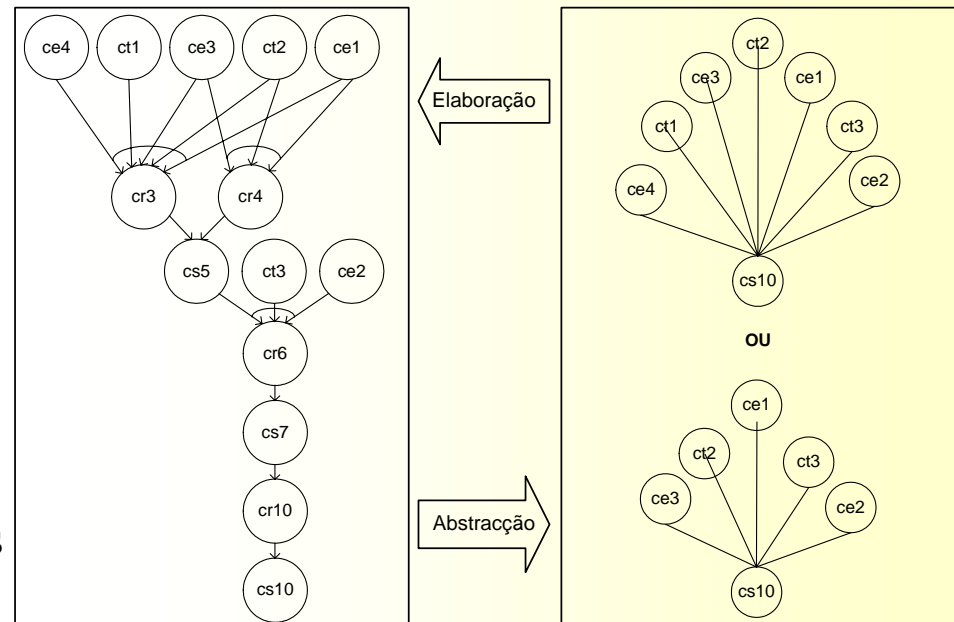 ce4 ct1 ce3 ct2 ce1
cr3 cr4
cs5 ct3 ce2
cr6
cs7
cr10
cs10
Elaboração
Abstracção
ct2
ce3 ce1
ct1 ct3
ce4 ce2
cs10
OU
ce1
ct2 ct3
ce3 ce2
cs10